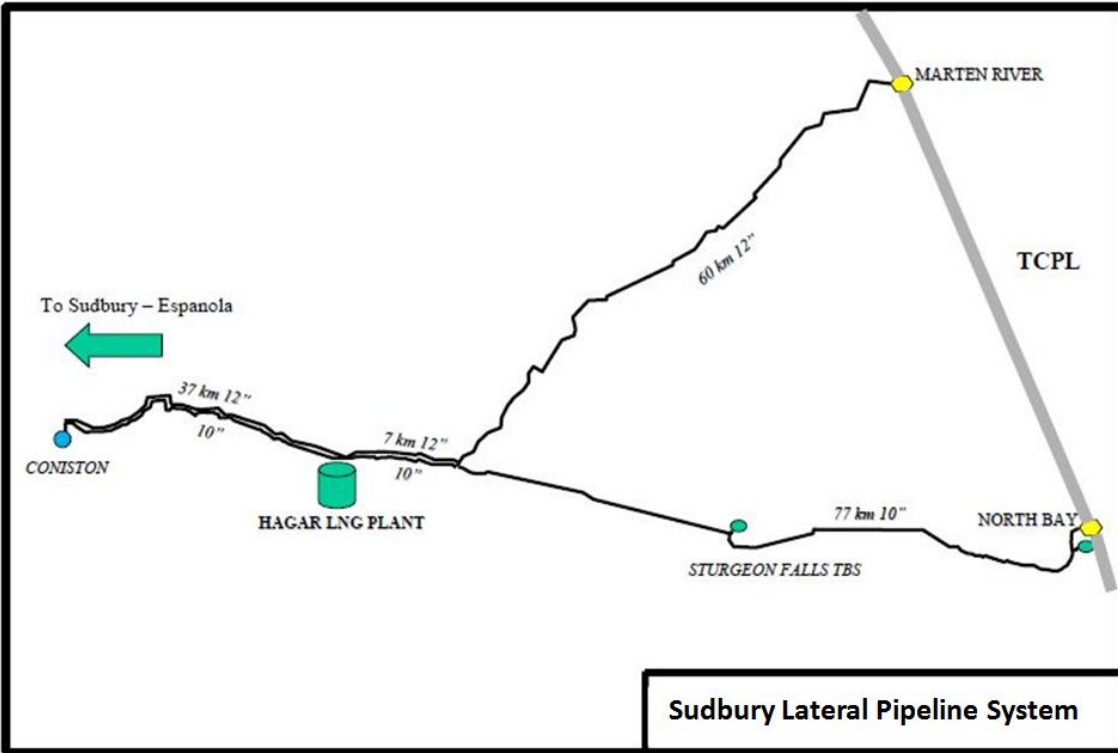 MARTEN RIVER
60 km 12"
TCPL
To Sudbury – Espanola
37 km 12"
10"
7 km 12"
10"
CONISTON
HAGAR LNG PLANT
77 km 10"
NORTH BAY
STURGEON FALLS TBS
Sudbury Lateral Pipeline System